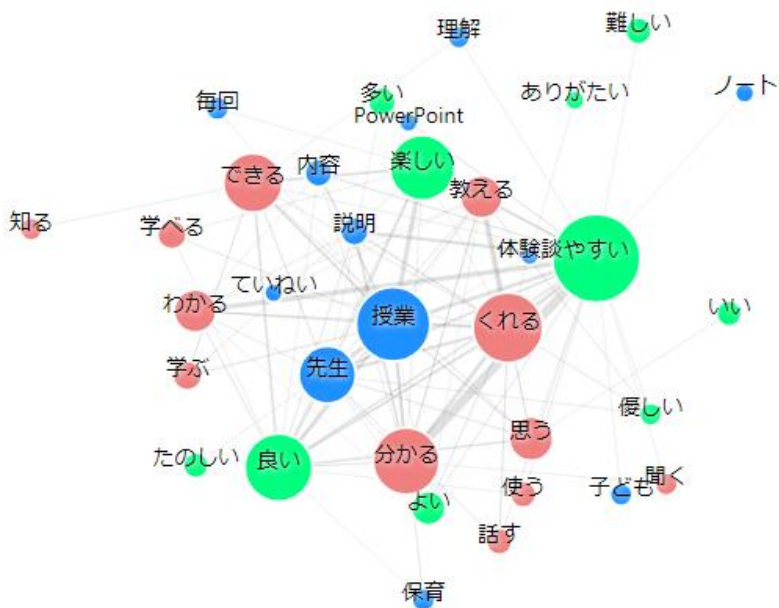 理解
難しい
多い
ありがたい
ノート
毎回
PowerPoint
楽しい
内容
できる
教える
知る
学べる
説明
体験談
やすい
ていねい
わかる
授業
くれる
いい
学ぶ
先生
優しい
たのしい
良い
分かる
思う
使う
子ども
聞く
よい
話す
保育